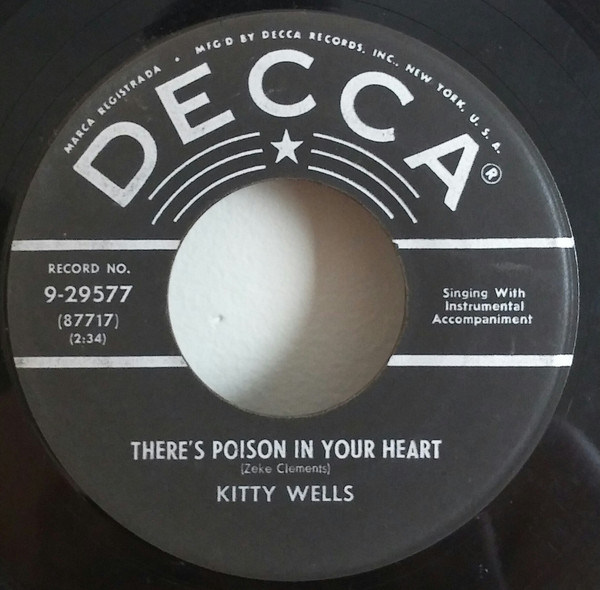 MARCA REGISTRADA • MFG'D BY DECCA RECORDS, INC., NEW YORK, U. S. A.
DECCA®
RECORD NO.
9-29577
(87717)
(2:34)
Singing With
Instrumental
Accompaniment
THERE'S POISON IN YOUR HEART
(Zeke Clements)
KITTY WELLS